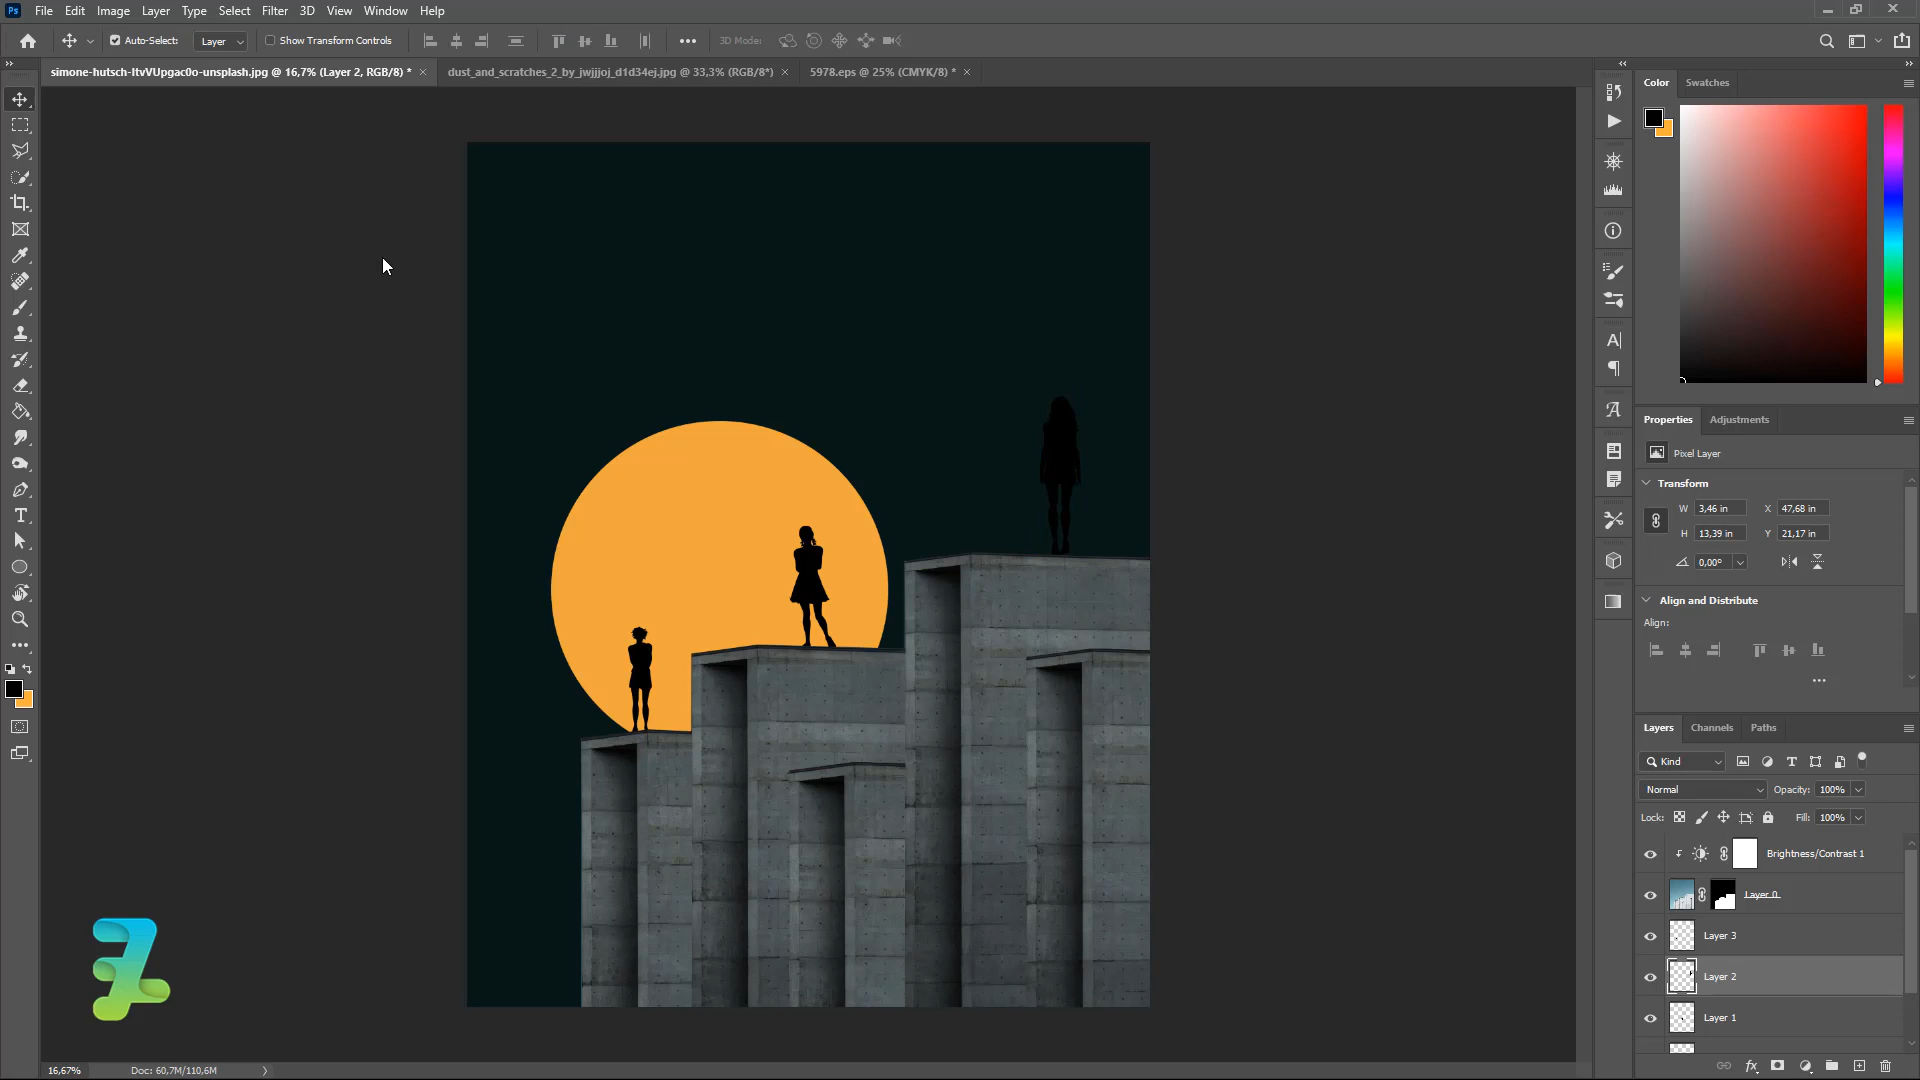 Ps File Edit Image Layer Type Select Filter 3D View Window Help
Auto-Select: Layer Show Transform Controls 3D Mode:
simone-hutsch-ItvVUpgac0o-unsplash.jpg @ 16,7% (Layer 2, RGB/8) * dust_and_scratches_2_by_jwjjjoj_d1d34ej.jpg @ 33,3% (RGB/8*) 5978.eps @ 25% (CMYK/8) *
Color Swatches
Properties Adjustments
Pixel Layer
Transform
W 3,46 in X 47,68 in
H 13,39 in Y 21,17 in
0,00°
Align and Distribute
Align:
Layers Channels Paths
Kind
Normal Opacity: 100%
Lock: Fill: 100%
Brightness/Contrast 1
Layer 0
Layer 3
Layer 2
Layer 1
16,67% Doc: 60,7M/110,6M